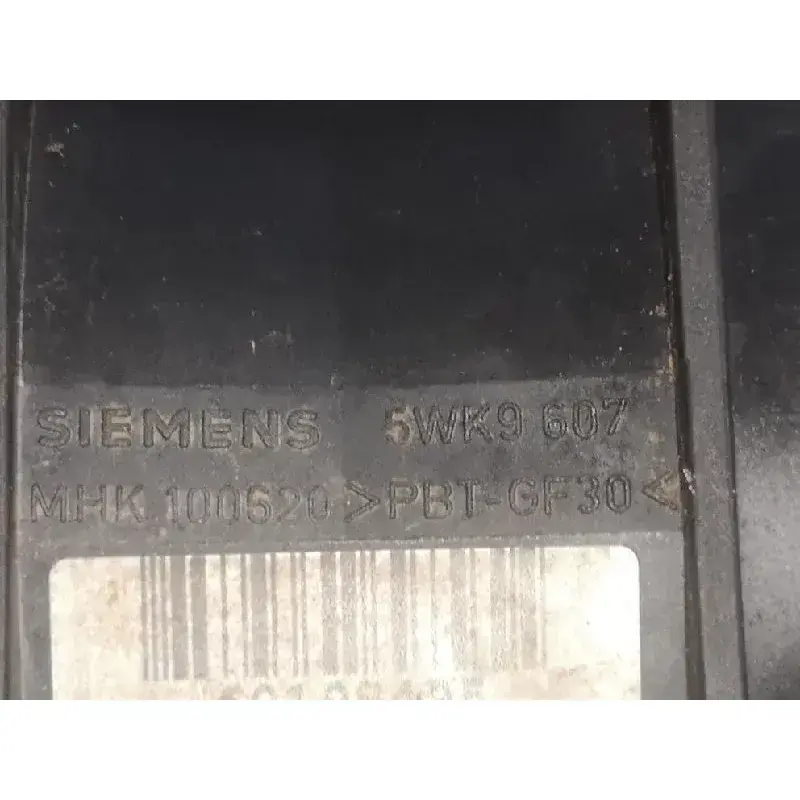 SIEMENS 5WK9 607
MHK 100620 >PBT-GF30<